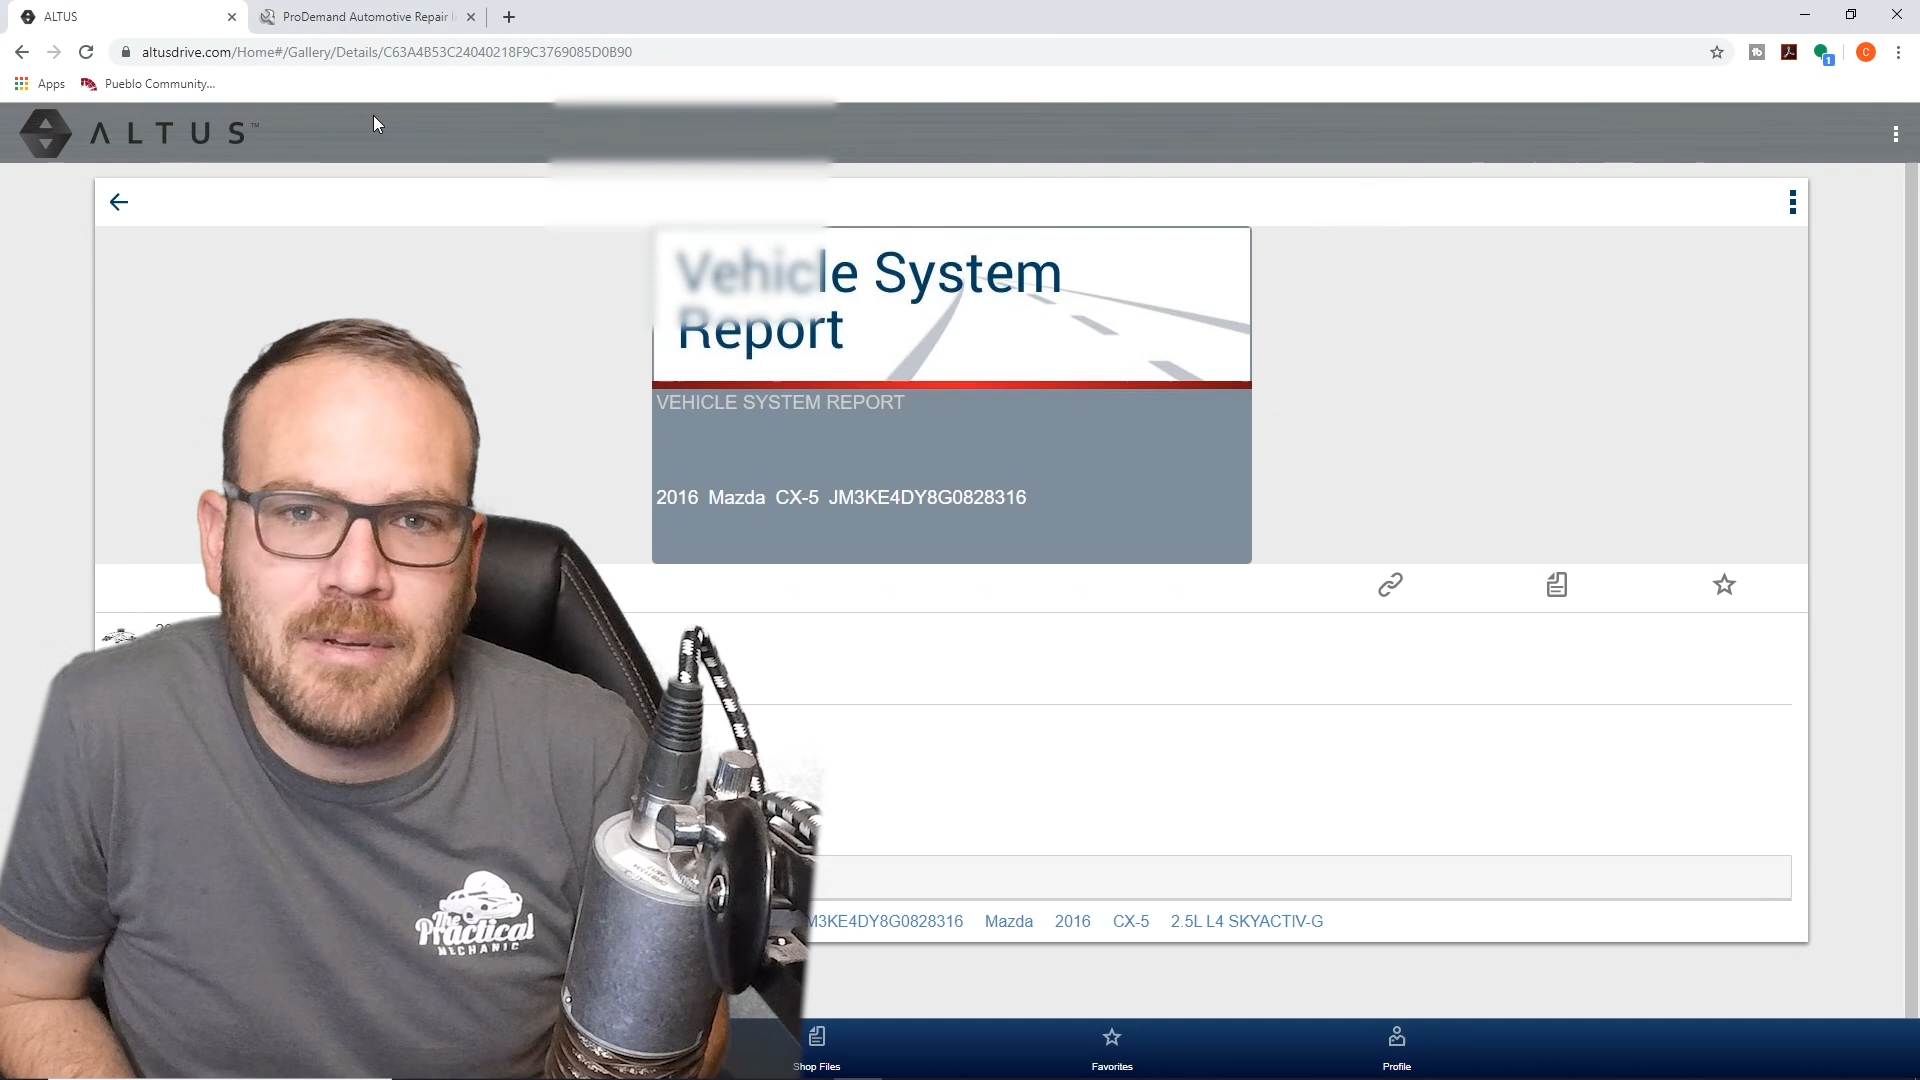 ALTUS
ProDemand Automotive Repair I
altusdrive.com/Home#/Gallery/Details/C63A4B53C24040218F9C3769085D0B90
Apps
Pueblo Community...
ALTUS™
Vehicle System
Report
VEHICLE SYSTEM REPORT
2016 Mazda CX-5 JM3KE4DY8G0828316
M3KE4DY8G0828316 Mazda 2016 CX-5 2.5L L4 SKYACTIV-G
The
Practical
MECHANIC
Shop Files
Favorites
Profile